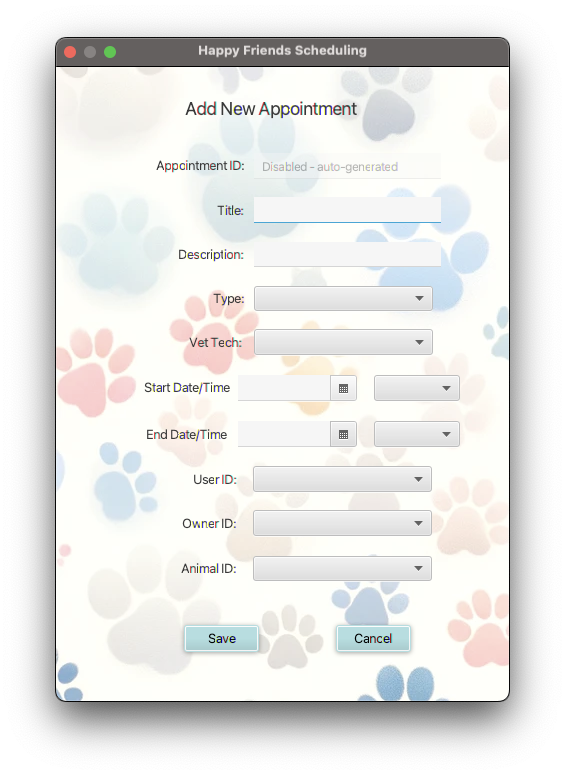 Happy Friends Scheduling
Add New Appointment
Appointment ID: Disabled - auto-generated
Title:
Description:
Type:
Vet Tech:
Start Date/Time
End Date/Time
User ID:
Owner ID:
Animal ID:
Save Cancel